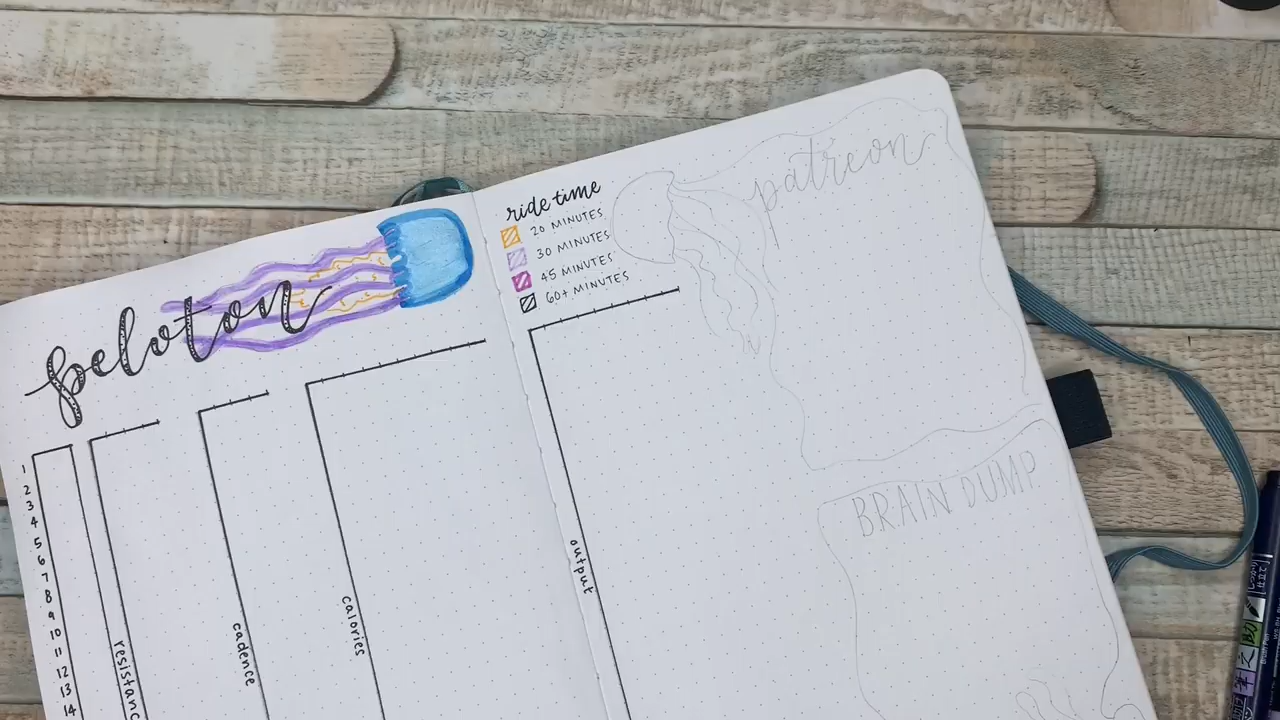 peloton
1
2
3
4
5
6
7
8
9
10
11
12
13
14
resistanc
cadence
calories
ride time
20 MINUTES
30 MINUTES
45 MINUTES
60+ MINUTES
output
patreon
BRAIN DUMP